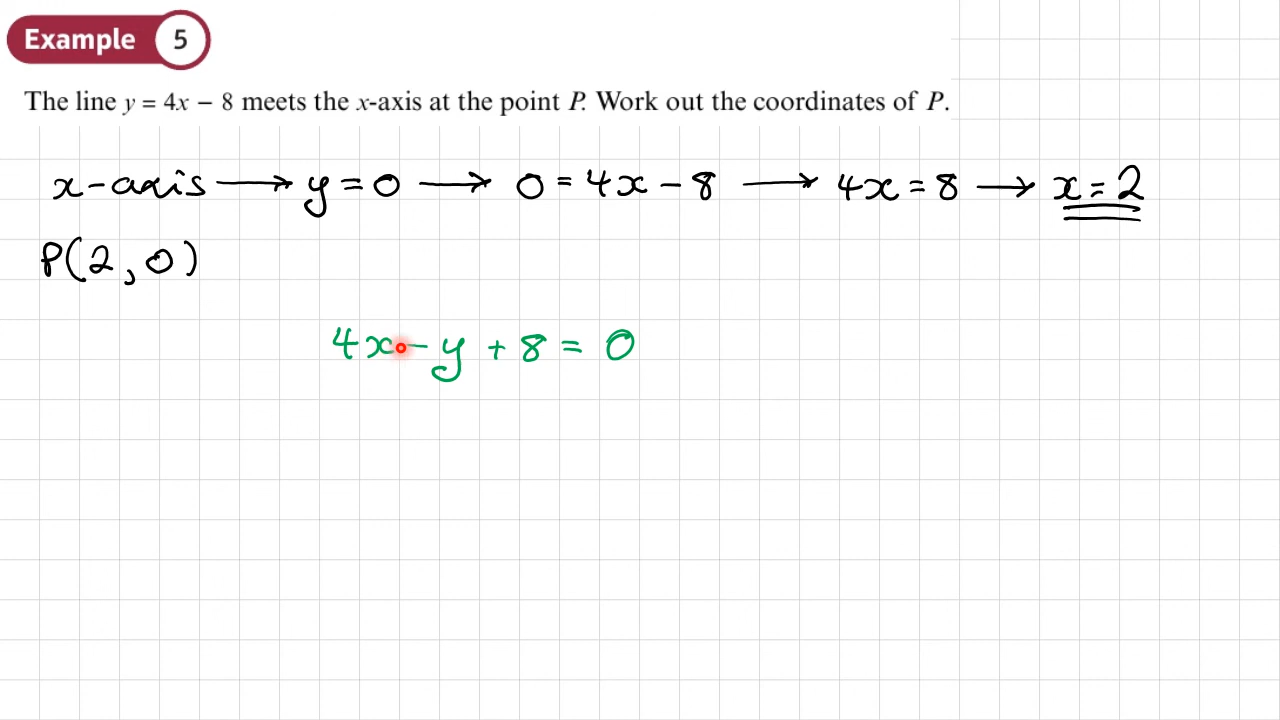 Example 5
The line y = 4x − 8 meets the x-axis at the point P. Work out the coordinates of P.
x-axis ⟶ y = 0 ⟶ 0 = 4x − 8 ⟶ 4x = 8 ⟶ x = 2
P(2, 0)
4x − y + 8 = 0